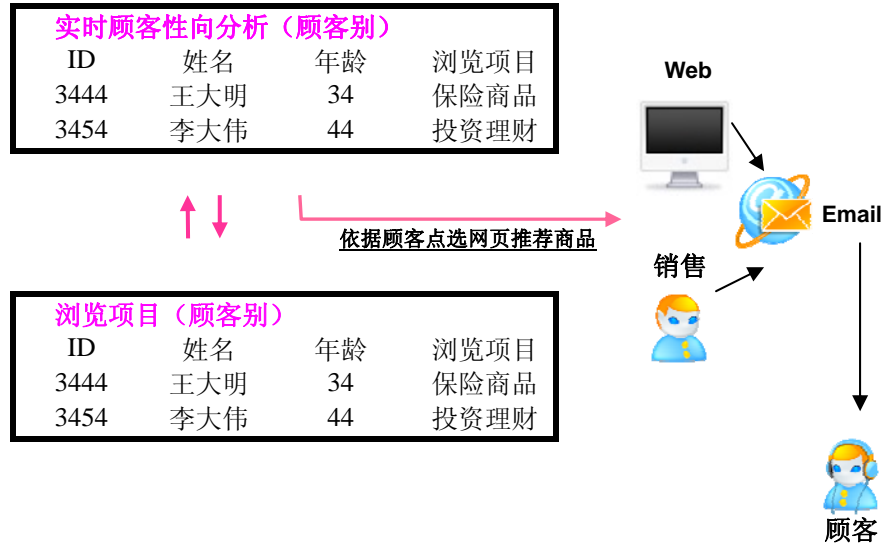 实时顾客性向分析（顾客别）
ID 姓名 年龄 浏览项目
3444 王大明 34 保险商品
3454 李大伟 44 投资理财
Web
Email
依据顾客点选网页推荐商品
销售
浏览项目（顾客别）
ID 姓名 年龄 浏览项目
3444 王大明 34 保险商品
3454 李大伟 44 投资理财
顾客